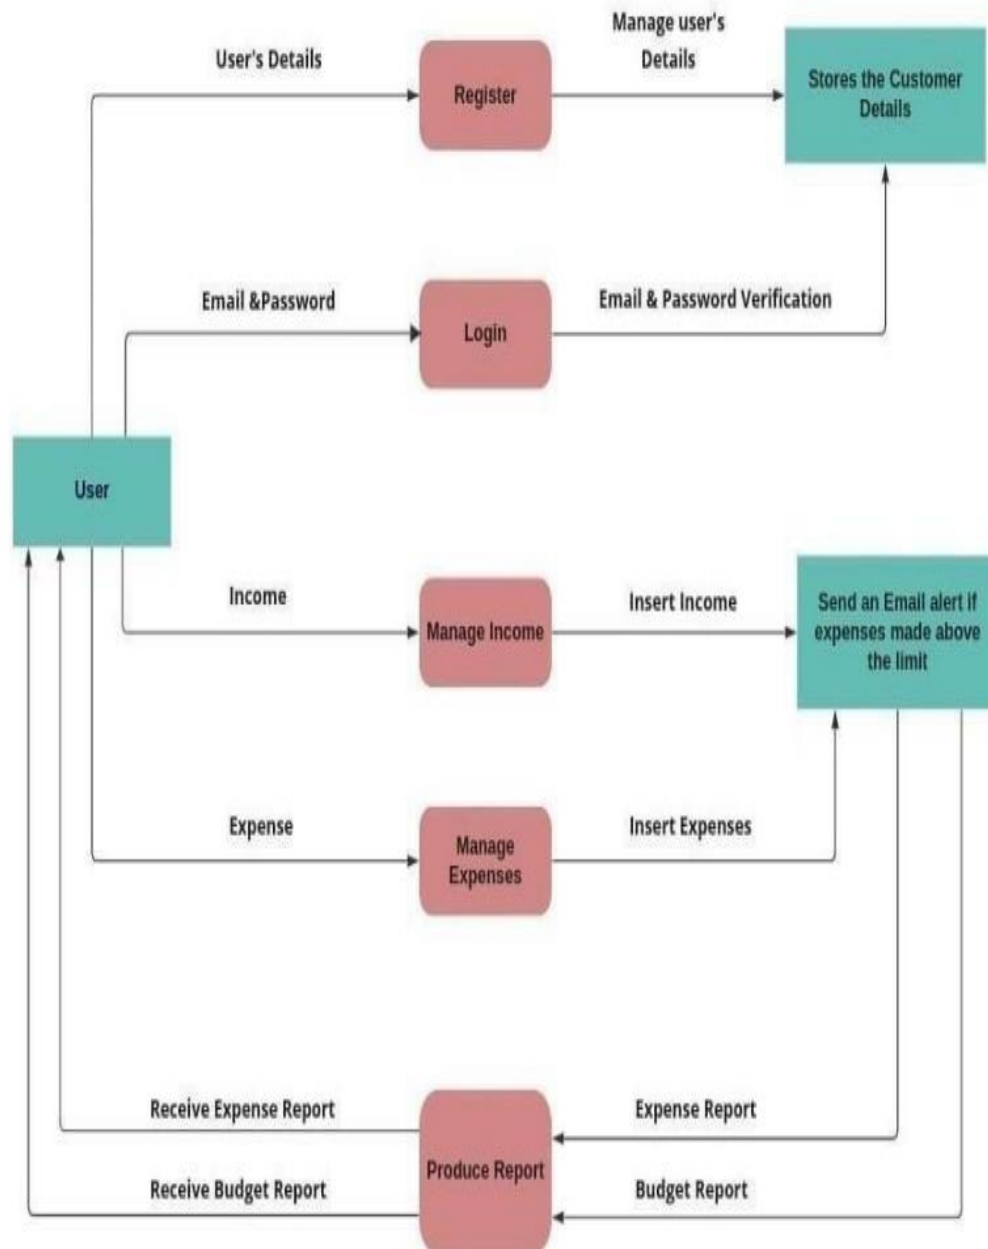 User's Details
Manage user's
Details
Register
Stores the Customer
Details
Email &Password
Login
Email & Password Verification
User
Income
Manage Income
Insert Income
Send an Email alert if
expenses made above
the limit
Expense
Manage
Expenses
Insert Expenses
Receive Expense Report
Expense Report
Produce Report
Receive Budget Report
Budget Report